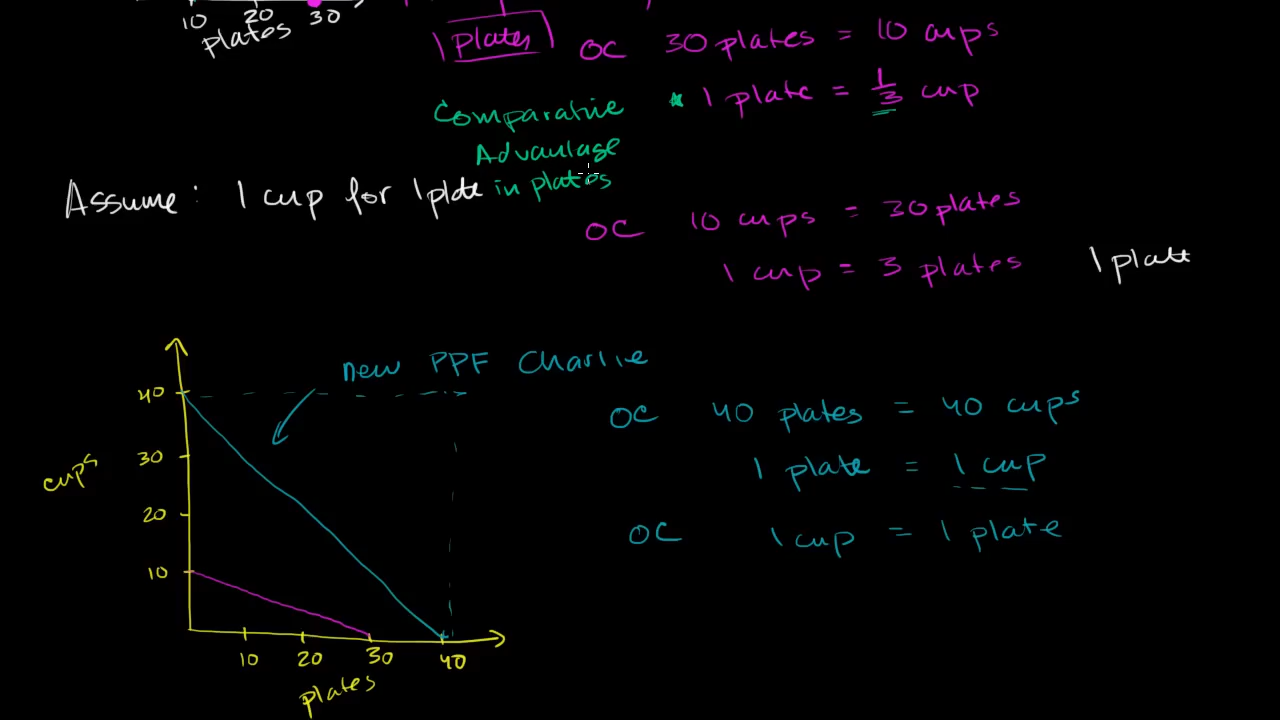 10 20 30
plates
plates
OC 30 plates = 10 cups
* 1 plate = 1/3 cup
Comparative
Advantage
in plates
Assume: 1 cup for 1 plate
OC 10 cups = 30 plates
1 cup = 3 plates
1 plate
new PPF Charlie
40
30
20
10
cups
10 20 30 40
plates
OC 40 plates = 40 cups
1 plate = 1 cup
OC 1 cup = 1 plate